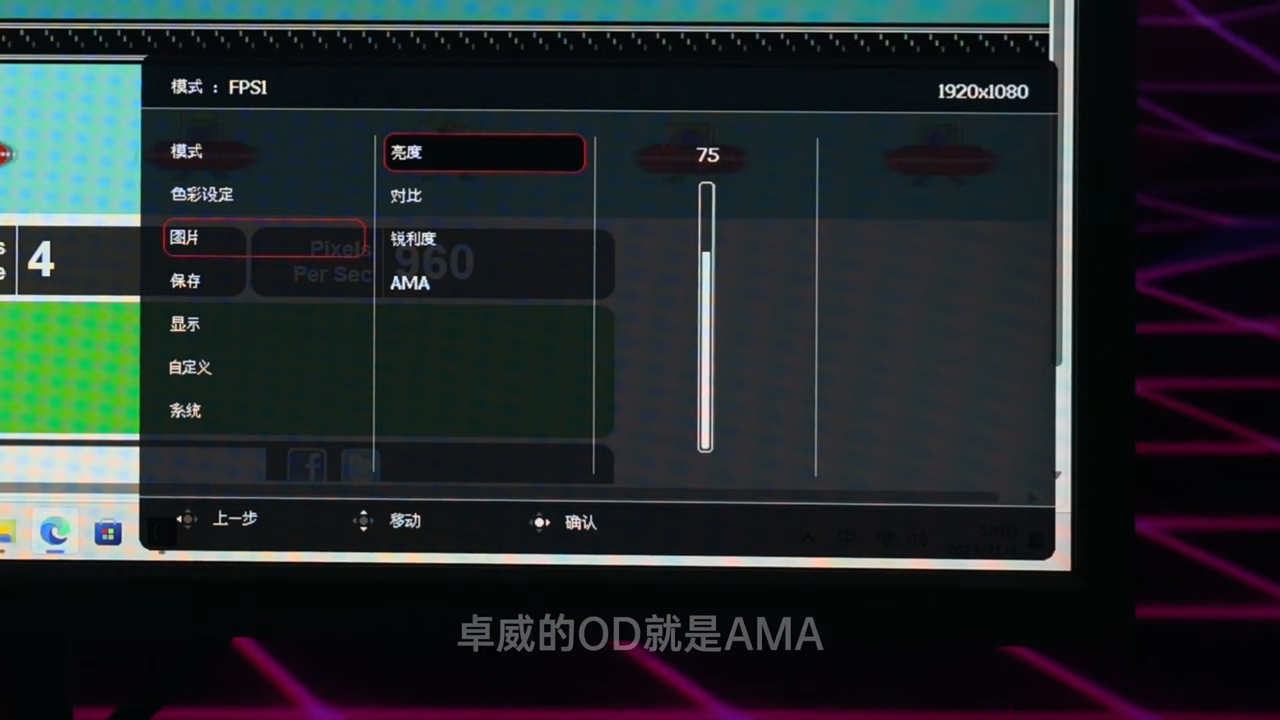 模式 : FPS1
1920x1080
模式
色彩设定
图片
保存
显示
自定义
系统
亮度
对比
锐利度
AMA
75
4
Pixels
Per Sec
960
上一步
移动
确认
卓威的OD就是AMA